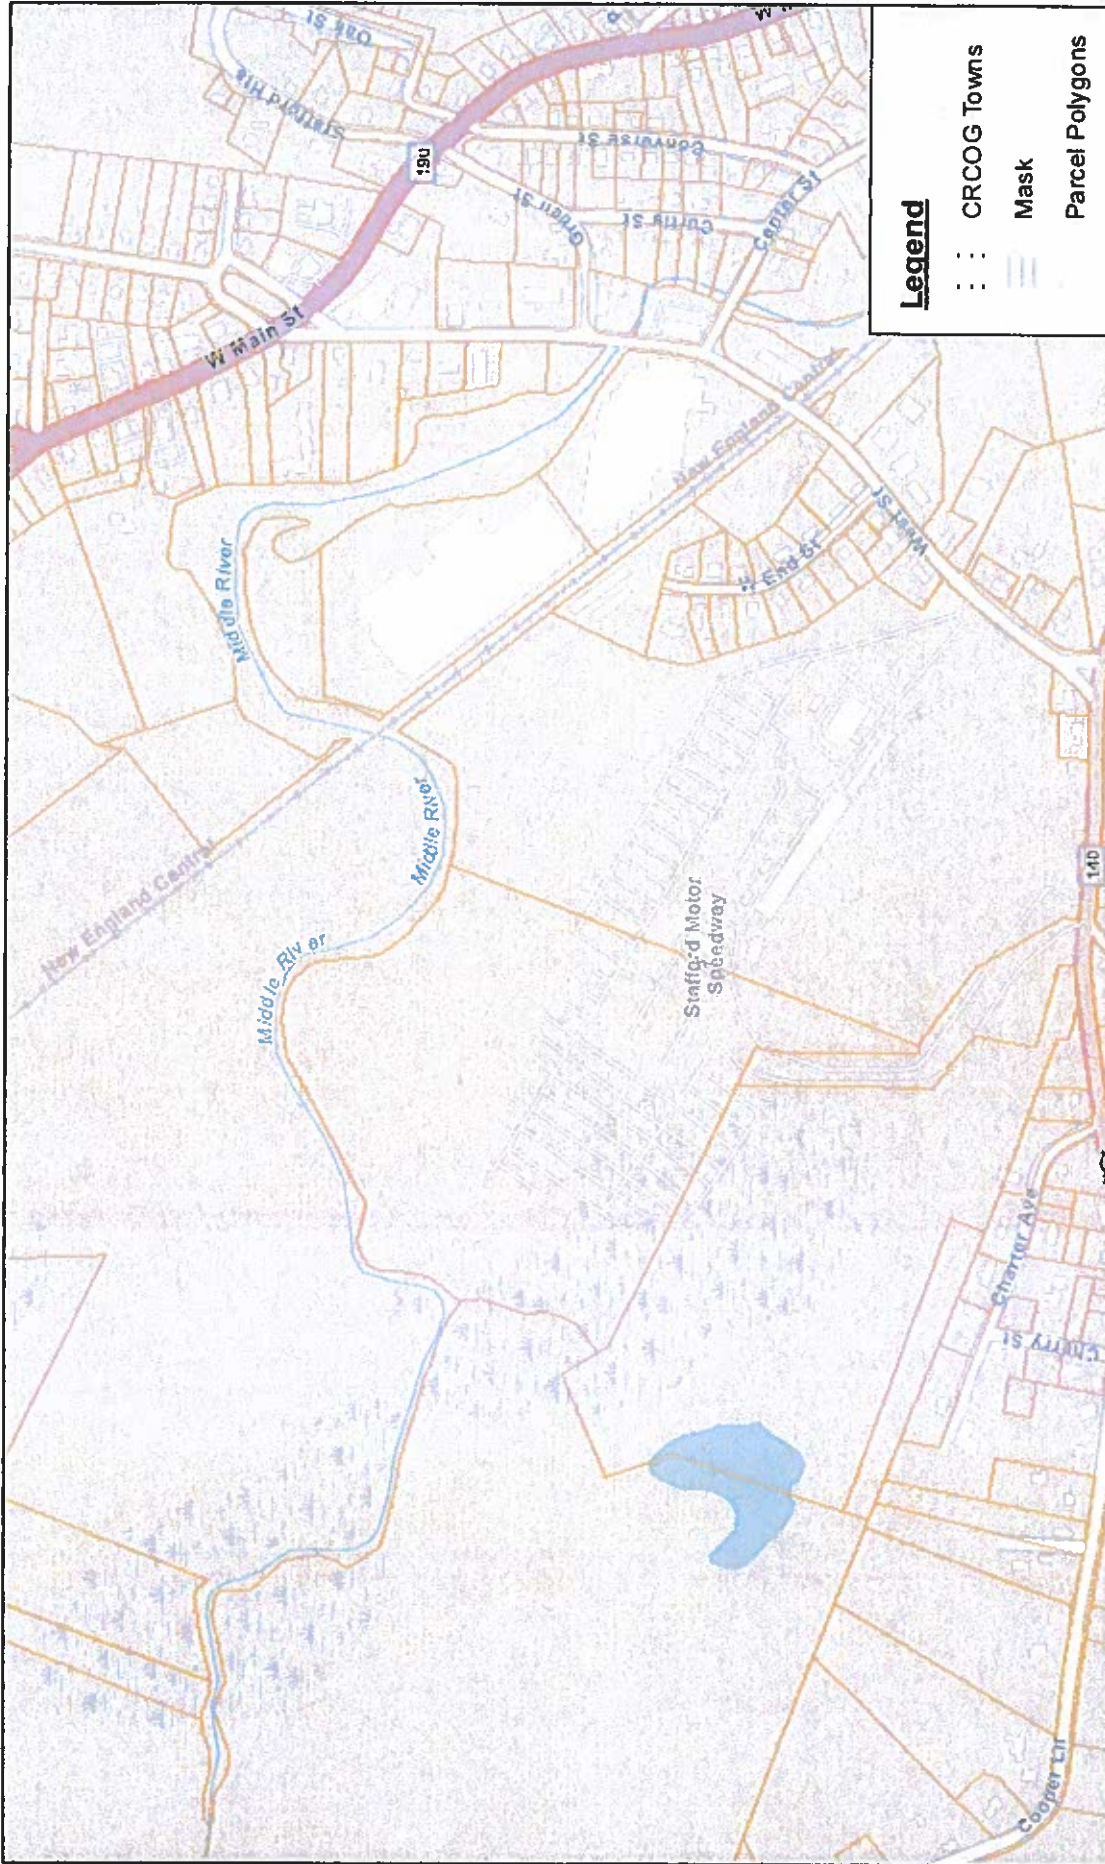 Oak St
Stafford Hts
190
W Main St
Green St
Converse St
Curtis St
Center St
New England Central
Middle River
W End St
West St
Middle River
New England Central
Middle River
Stafford Motor
Speedway
140
Charter Ave
Cherry St
Cooper Ln
Legend
CRCOG Towns
Mask
Parcel Polygons